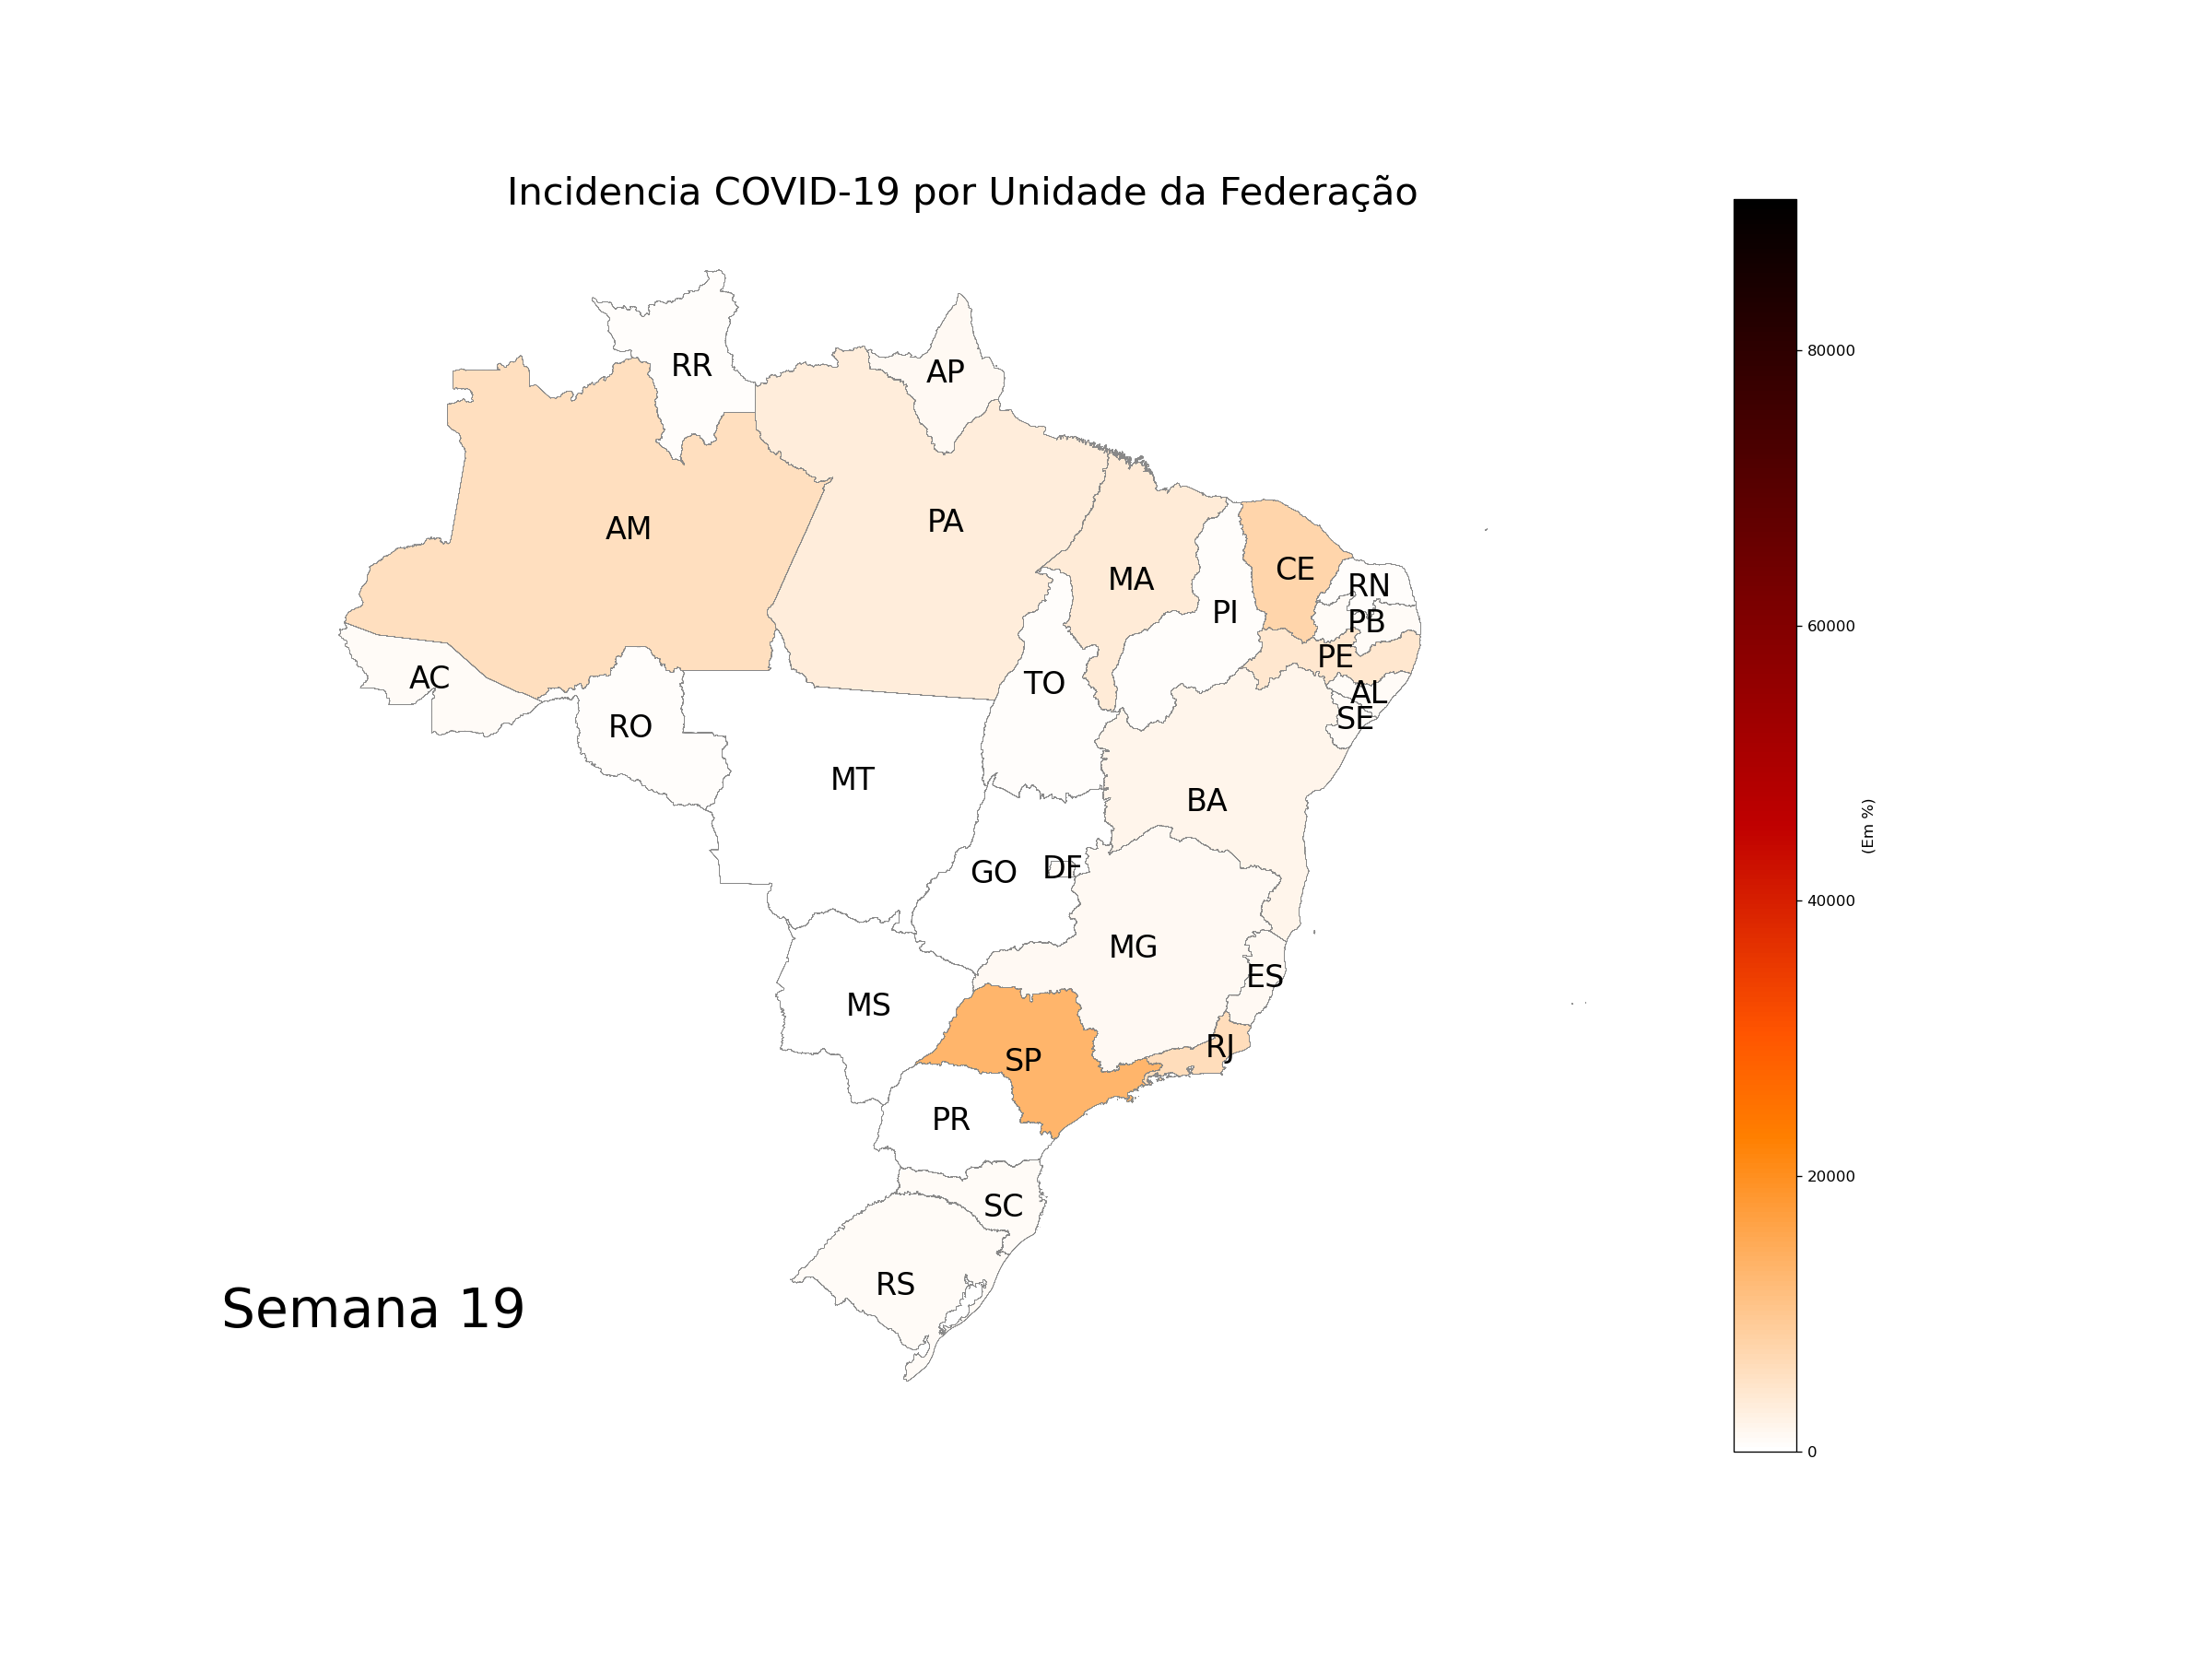 Incidencia COVID-19 por Unidade da Federação
RR
AP
AM
PA
MA
CE
RN
PI
PB
PE
AC
TO
AL
SE
RO
MT
BA
GO
DF
MG
ES
MS
RJ
SP
PR
SC
RS
Semana 19
80000
60000
40000
20000
0
(Em %)